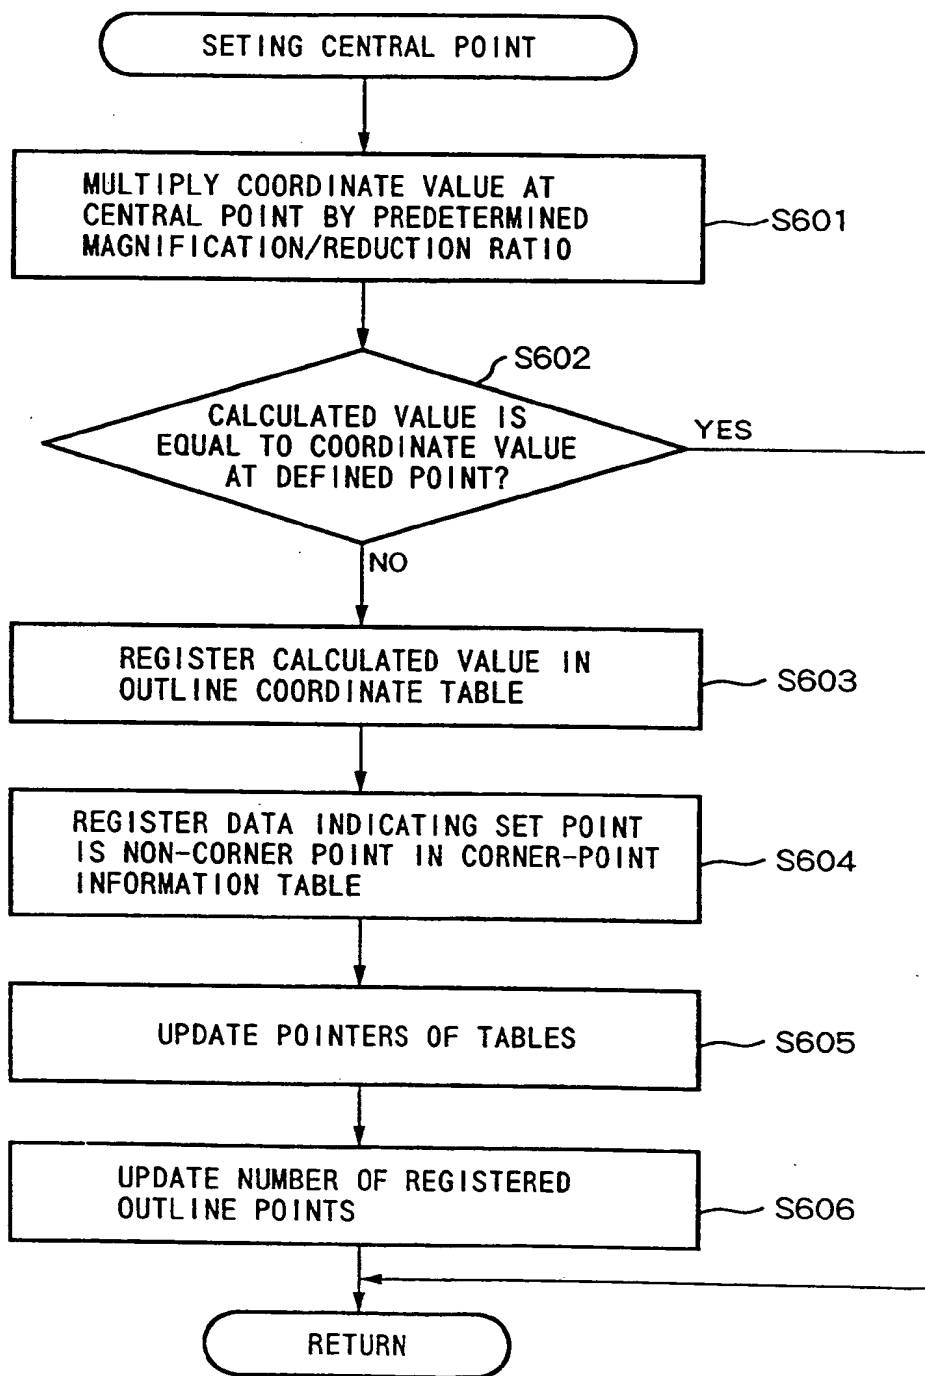 SETING CENTRAL POINT
MULTIPLY COORDINATE VALUE AT
CENTRAL POINT BY PREDETERMINED
MAGNIFICATION/REDUCTION RATIO
S601
S602
CALCULATED VALUE IS
EQUAL TO COORDINATE VALUE
AT DEFINED POINT?
YES
NO
REGISTER CALCULATED VALUE IN
OUTLINE COORDINATE TABLE
S603
REGISTER DATA INDICATING SET POINT
IS NON-CORNER POINT IN CORNER-POINT
INFORMATION TABLE
S604
UPDATE POINTERS OF TABLES
S605
UPDATE NUMBER OF REGISTERED
OUTLINE POINTS
S606
RETURN